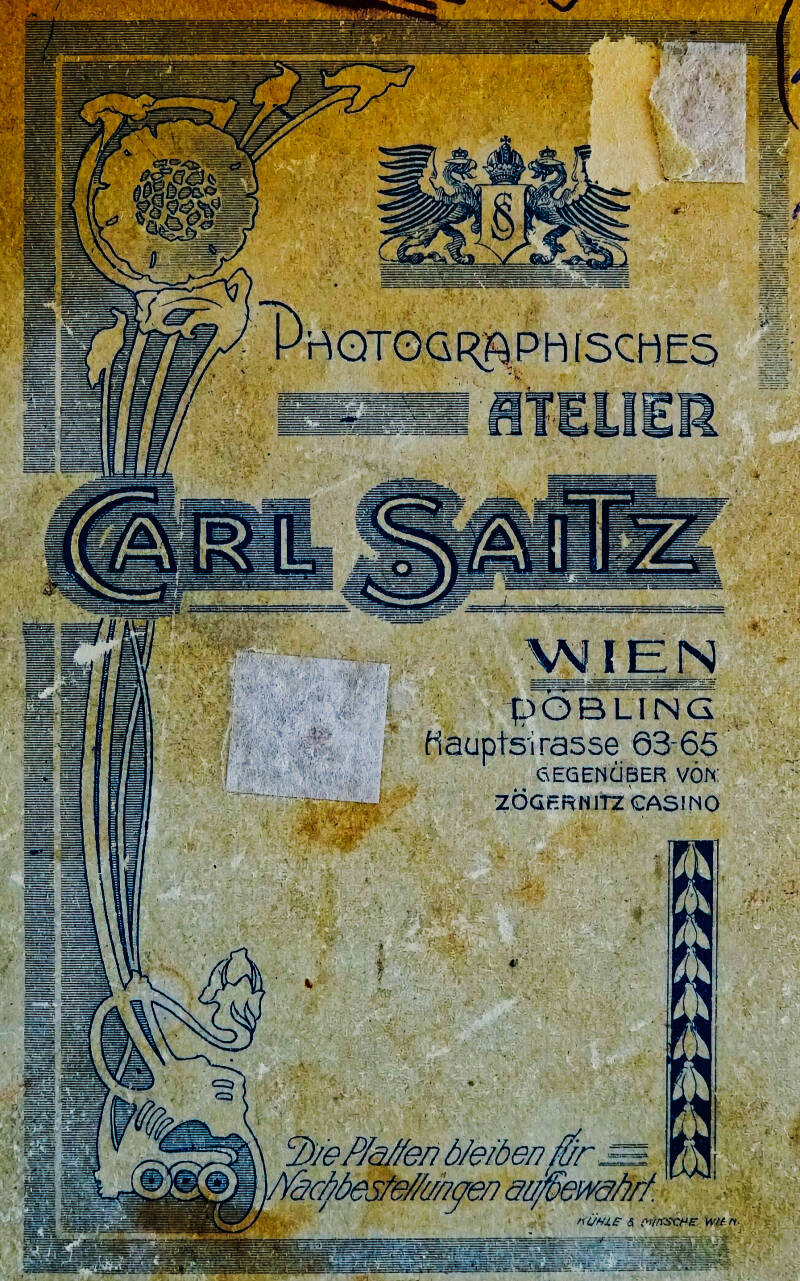 S
PHOTOGRAPHISCHES
ATELIER
CARL SAITZ
WIEN
DÖBLING
Hauptstrasse 63-65
GEGENÜBER VON
ZÖGERNITZ CASINO
Die Platten bleiben für
Nachbestellungen aufbewahrt.
KÜHLE & MIKSCHE WIEN.